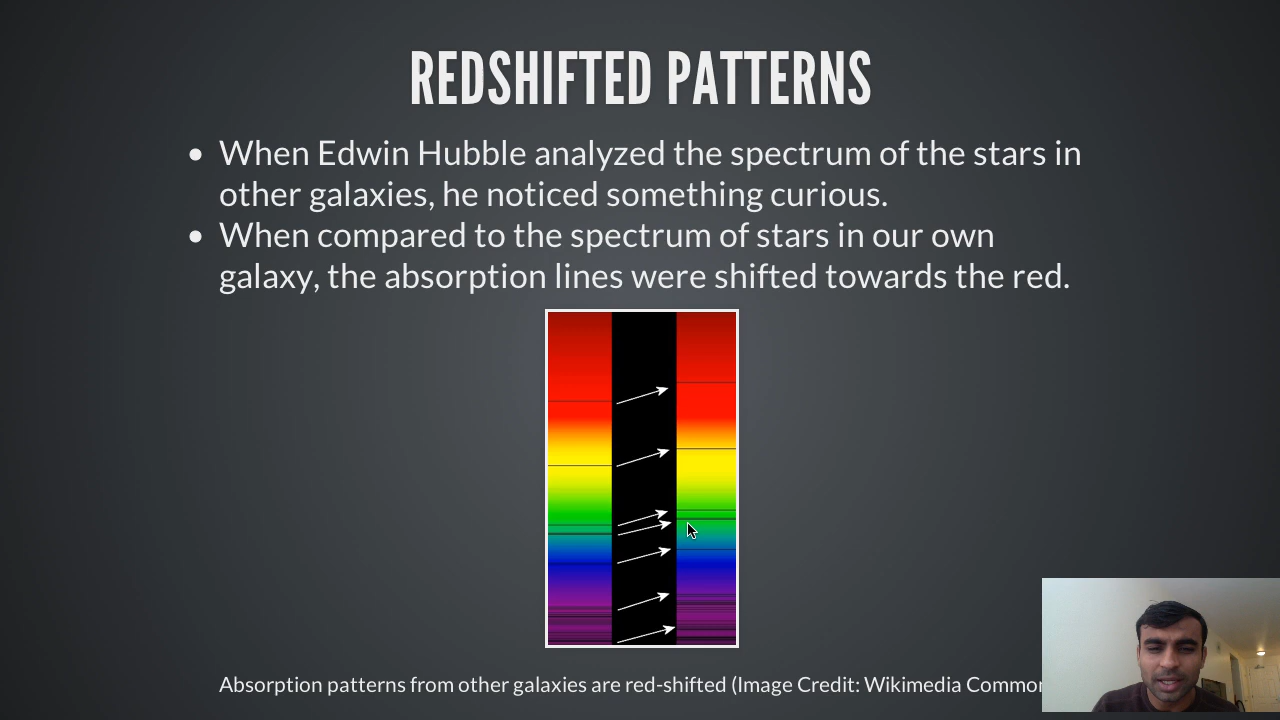 REDSHIFTED PATTERNS
When Edwin Hubble analyzed the spectrum of the stars in
other galaxies, he noticed something curious.
When compared to the spectrum of stars in our own
galaxy, the absorption lines were shifted towards the red.
Absorption patterns from other galaxies are red-shifted (Image Credit: Wikimedia